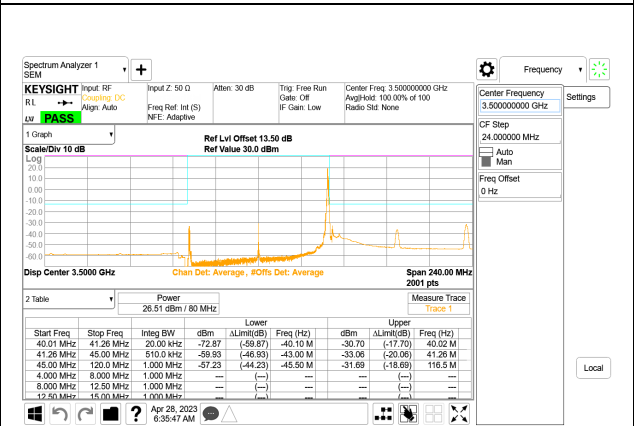 Spectrum Analyzer 1
SEM
+
Frequency
KEYSIGHT
RL
LXI PASS
Input: RF
Coupling: DC
Align: Auto
Input Z: 50 Ω
Freq Ref: Int (S)
NFE: Adaptive
Atten: 30 dB
Trig: Free Run
Gate: Off
IF Gain: Low
Center Freq: 3.500000000 GHz
Avg|Hold: 100.00% of 100
Radio Std: None
Center Frequency
3.500000000 GHz
Settings
CF Step
24.000000 MHz
Auto
Man
Freq Offset
0 Hz
Local
1 Graph
Scale/Div 10 dB
Ref Lvl Offset 13.50 dB
Ref Value 30.0 dBm
Log
20.0
10.0
0.00
-10.0
-20.0
-30.0
-40.0
-50.0
-60.0
Disp Center 3.5000 GHz
Chan Det: Average, #Offs Det: Average
Span 240.00 MHz
2001 pts
2 Table
Power
26.51 dBm / 80 MHz
Measure Trace
Trace 1
Lower Upper
Start Freq Stop Freq Integ BW dBm ΔLimit(dB) Freq (Hz) dBm ΔLimit(dB) Freq (Hz)
40.01 MHz 41.26 MHz 20.00 kHz -72.87 (-59.87) -40.10 M -30.70 (-17.70) 40.02 M
41.26 MHz 45.00 MHz 510.0 kHz -59.93 (-46.93) -43.00 M -33.06 (-20.06) 41.26 M
45.00 MHz 120.0 MHz 1.000 MHz -57.23 (-44.23) -45.50 M -31.69 (-18.69) 116.5 M
4.000 MHz 8.000 MHz 1.000 MHz --- (---) --- --- (---) ---
8.000 MHz 12.50 MHz 1.000 MHz --- (---) --- --- (---) ---
12.50 MHz 15.00 MHz 1.000 MHz --- (---) --- --- (---) ---
? Apr 28, 2023
6:35:47 AM